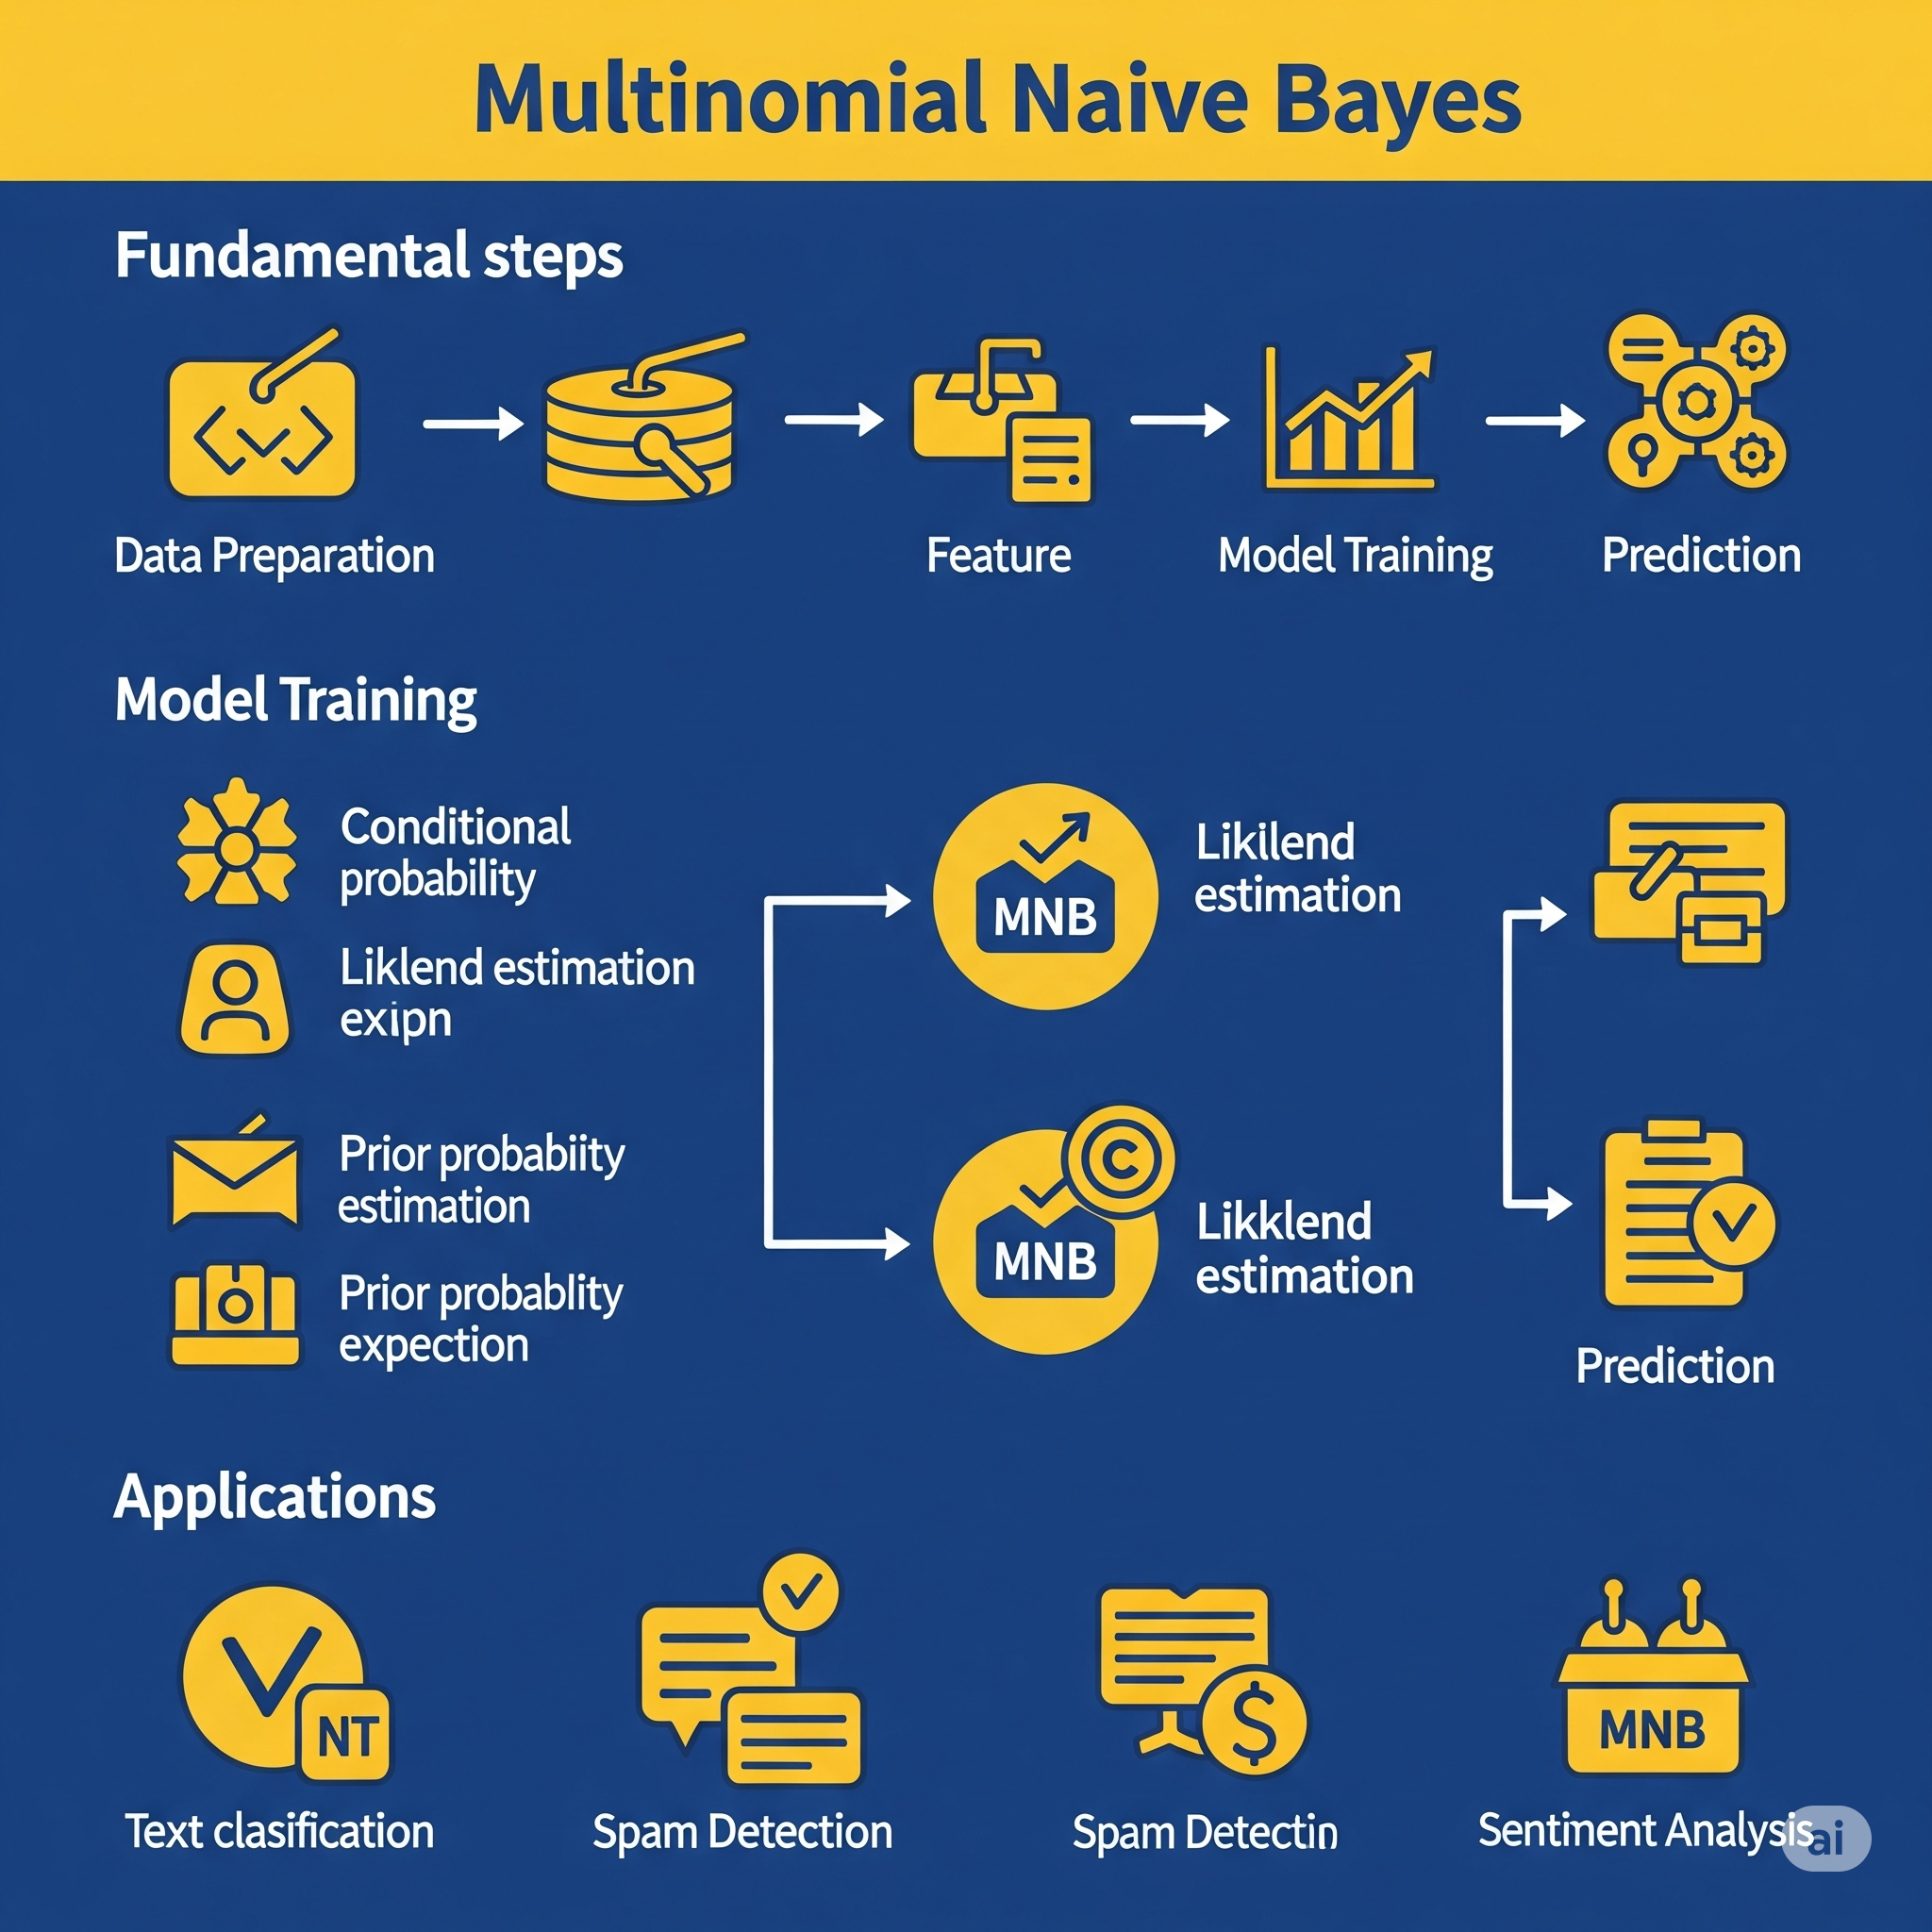 Multinomial Naive Bayes
Fundamental steps
Data Preparation
Feature
Model Training
Prediction
Model Training
Conditional
probability
Liklend estimation
exipn
Prior probabiity
estimation
Prior probablity
expection
MNB
Likilend
estimation
C
MNB
Likklend
estimation
Prediction
Applications
NT
$
MNB
Text clasification
Spam Detection
Spam Detectin
Sentiment Analysis
ai